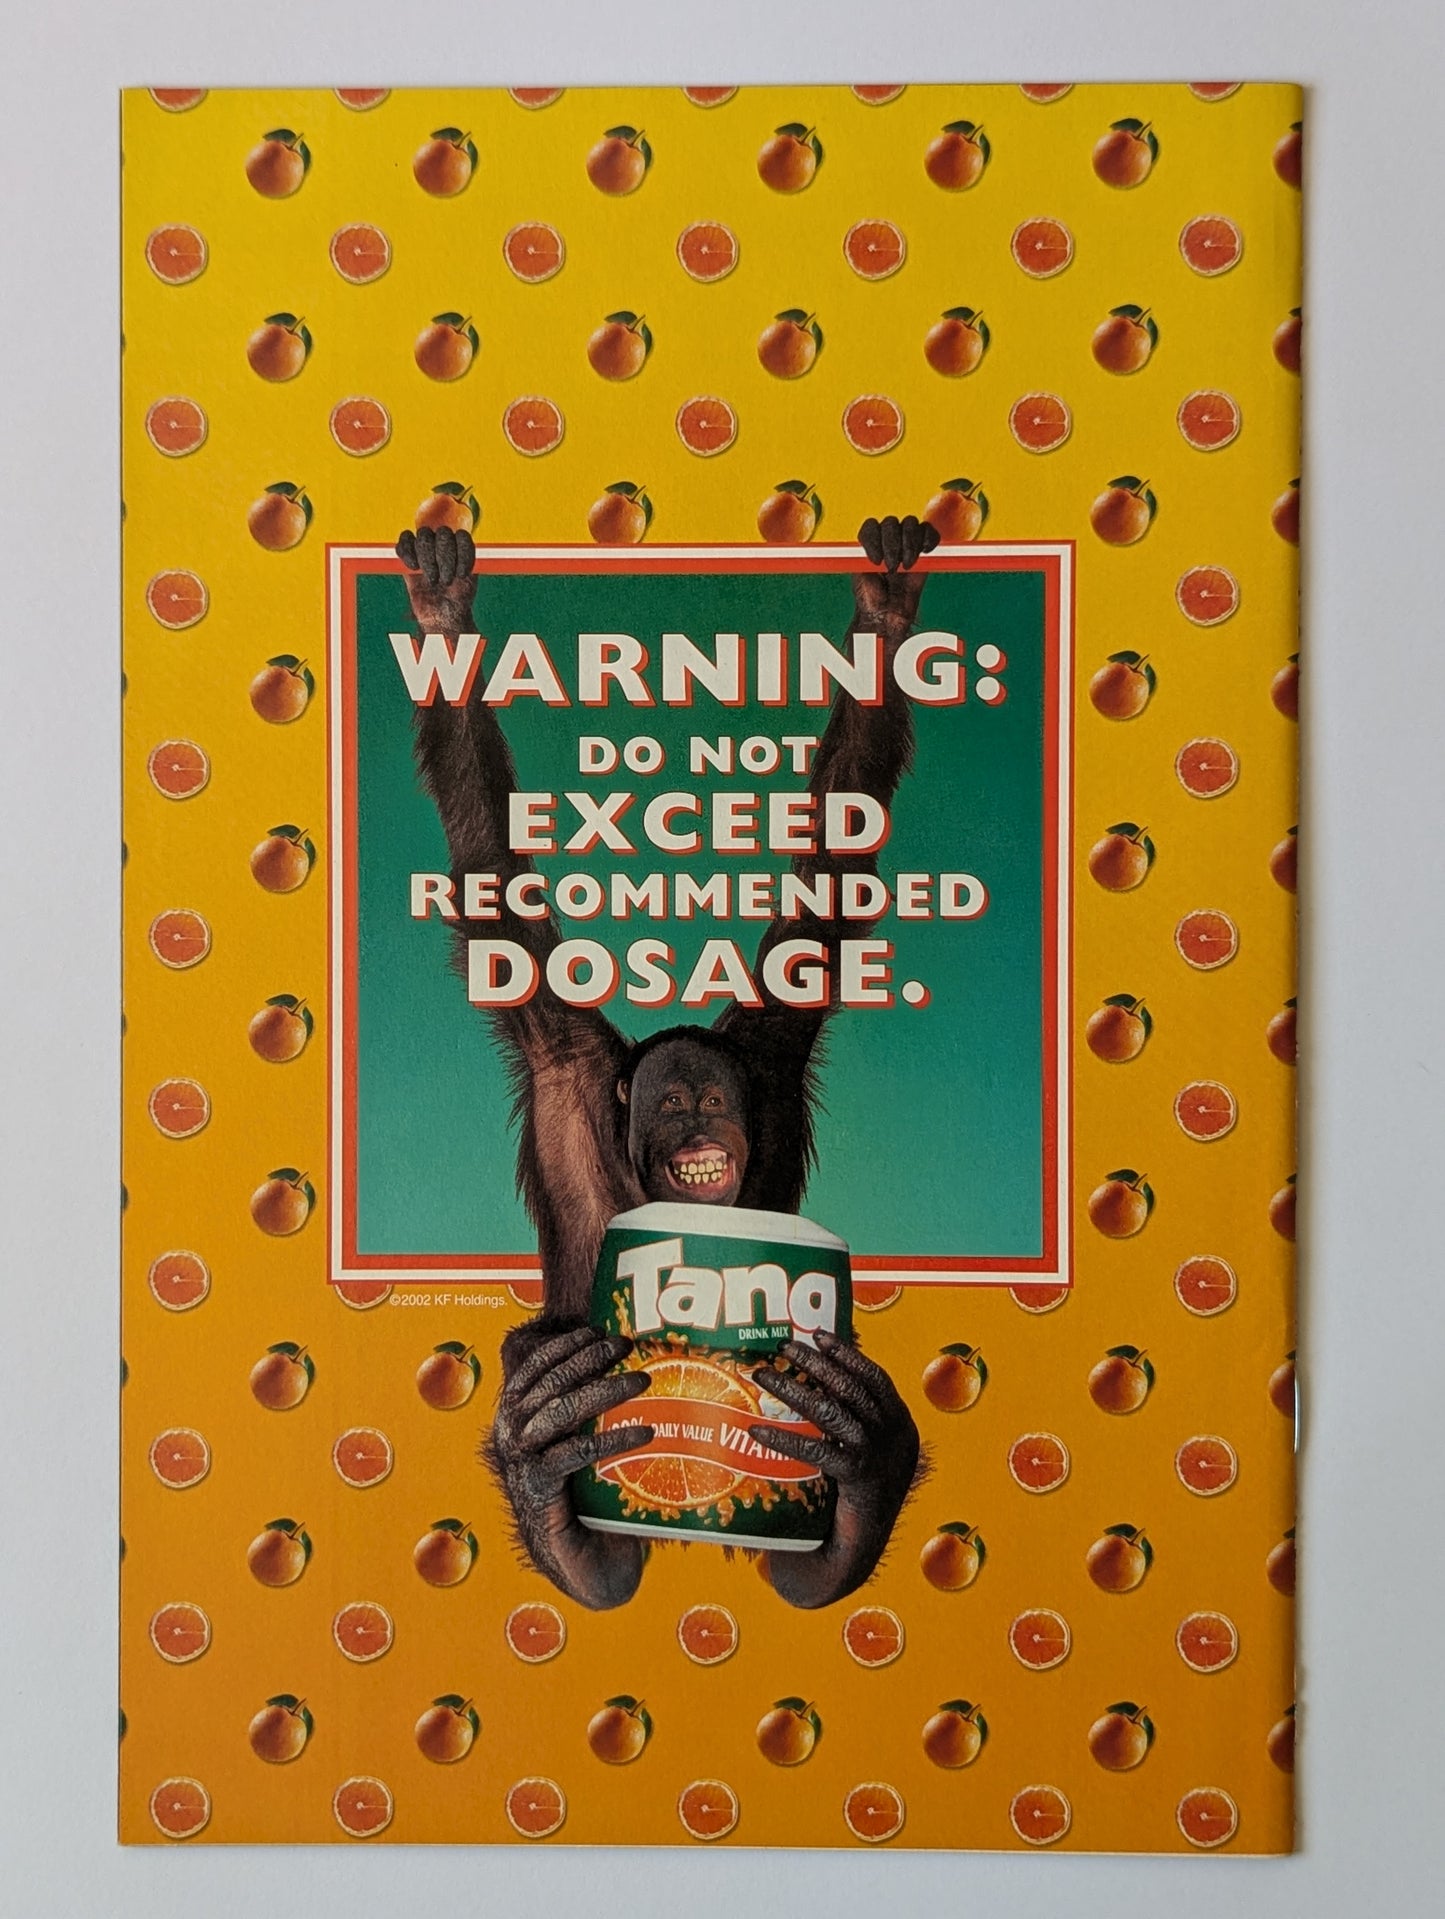 WARNING:
DO NOT
EXCEED
RECOMMENDED
DOSAGE.
Tang
DRINK MIX
DAILY VALUE
©2002 KF Holdings.